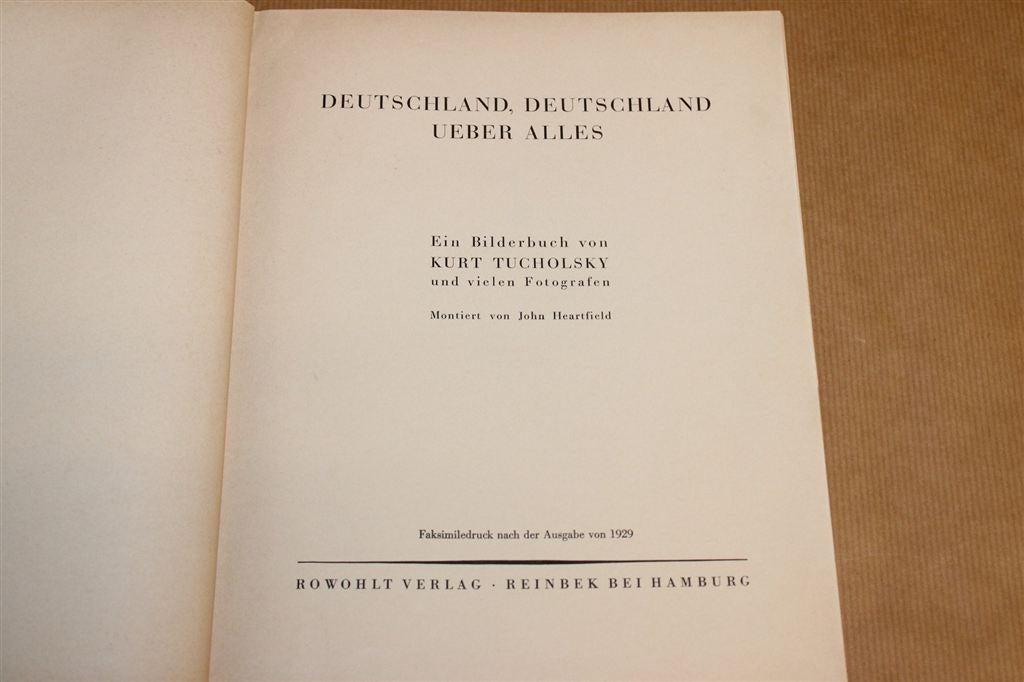 DEUTSCHLAND, DEUTSCHLAND
UEBER ALLES
Ein Bilderbuch von
KURT TUCHOLSKY
und vielen Fotografen
Montiert von John Heartfield
Faksimiledruck nach der Ausgabe von 1929
ROWOHLT VERLAG · REINBEK BEI HAMBURG